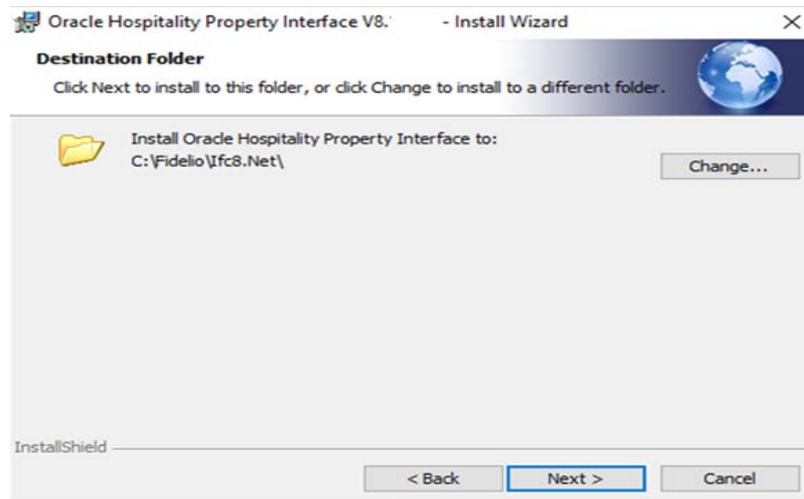 Oracle Hospitality Property Interface V8. - Install Wizard
Destination Folder
Click Next to install to this folder, or click Change to install to a different folder.
Install Oracle Hospitality Property Interface to:
C:\Fidelio\Ifc8.Net\
Change...
InstallShield
< Back Next > Cancel